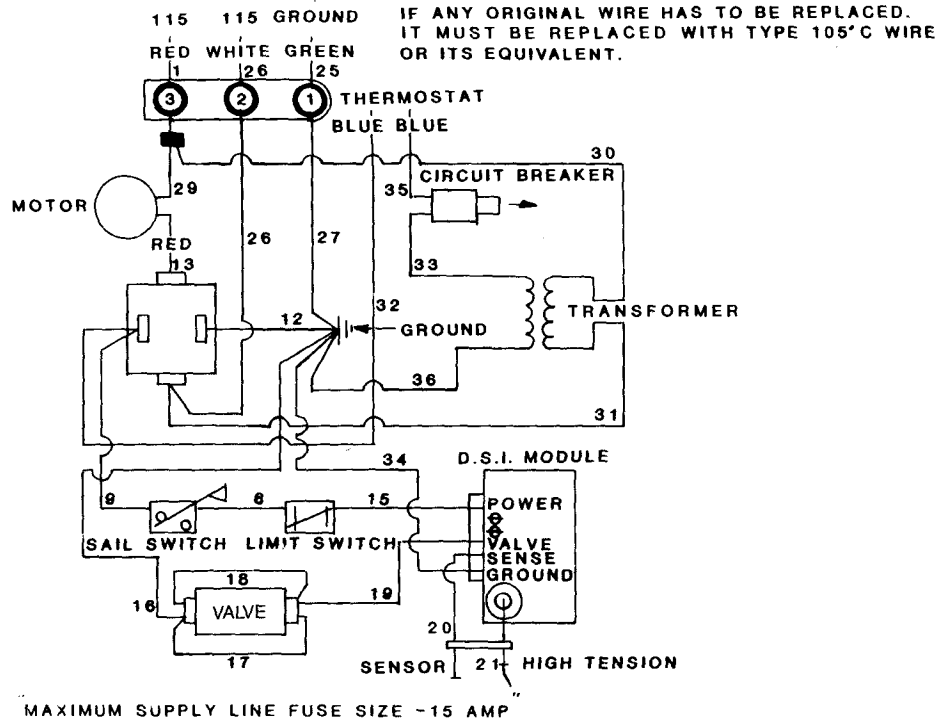 115 115 GROUND
RED WHITE GREEN
1 26 25
IF ANY ORIGINAL WIRE HAS TO BE REPLACED.
IT MUST BE REPLACED WITH TYPE 105°C WIRE
OR ITS EQUIVALENT.
3 2 1
THERMOSTAT
BLUE BLUE
30
CIRCUIT BREAKER
29
35
MOTOR
RED
26
27
13
33
32
TRANSFORMER
12
GROUND
36
31
34
D.S.I. MODULE
9
6
15
POWER
SAIL SWITCH
LIMIT SWITCH
VALVE
SENSE
GROUND
18
19
16
VALVE
20
17
SENSOR
21
HIGH TENSION
"MAXIMUM SUPPLY LINE FUSE SIZE -15 AMP"